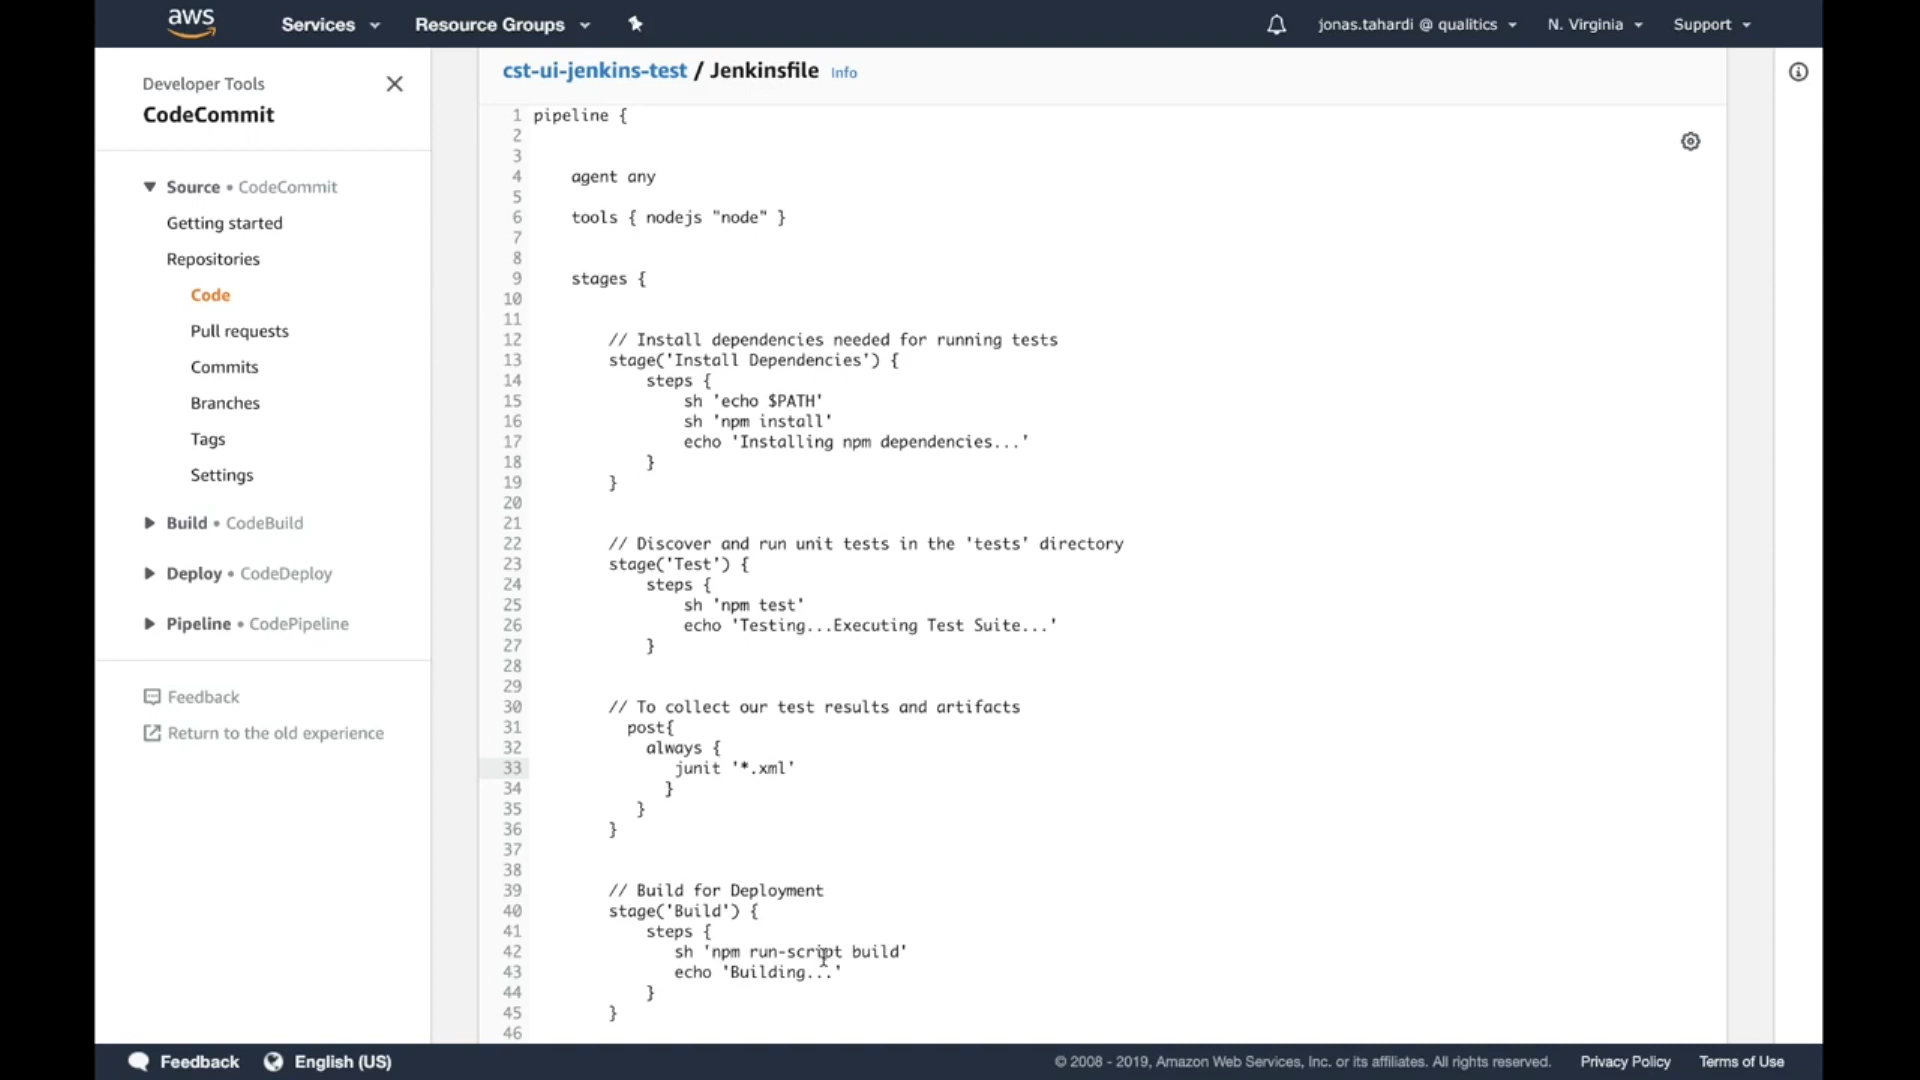 aws Services Resource Groups jonas.tahardi @ qualitics N. Virginia Support
Developer Tools
CodeCommit
Source • CodeCommit
Getting started
Repositories
Code
Pull requests
Commits
Branches
Tags
Settings
Build • CodeBuild
Deploy • CodeDeploy
Pipeline • CodePipeline
Feedback
Return to the old experience
cst-ui-jenkins-test / Jenkinsfile Info
1 pipeline {
2
3
4     agent any
5
6     tools { nodejs "node" }
7
8
9     stages {
10
11
12         // Install dependencies needed for running tests
13         stage('Install Dependencies') {
14             steps {
15                 sh 'echo $PATH'
16                 sh 'npm install'
17                 echo 'Installing npm dependencies...'
18             }
19         }
20
21
22         // Discover and run unit tests in the 'tests' directory
23         stage('Test') {
24             steps {
25                 sh 'npm test'
26                 echo 'Testing...Executing Test Suite...'
27             }
28
29
30         // To collect our test results and artifacts
31           post{
32             always {
33                junit '*.xml'
34               }
35            }
36         }
37
38
39         // Build for Deployment
40         stage('Build') {
41             steps {
42                sh 'npm run-script build'
43                echo 'Building...'
44             }
45         }
46
Feedback English (US) © 2008 - 2019, Amazon Web Services, Inc. or its affiliates. All rights reserved. Privacy Policy Terms of Use